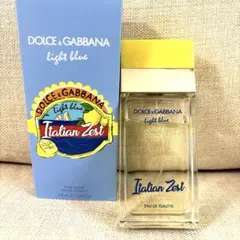 DOLCE & GABBANA
light blue
DOLCE & GABBANA
light blue
Italian Zest
DOLCE & GABBANA
light blue
Italian Zest
EAU DE TOILETTE